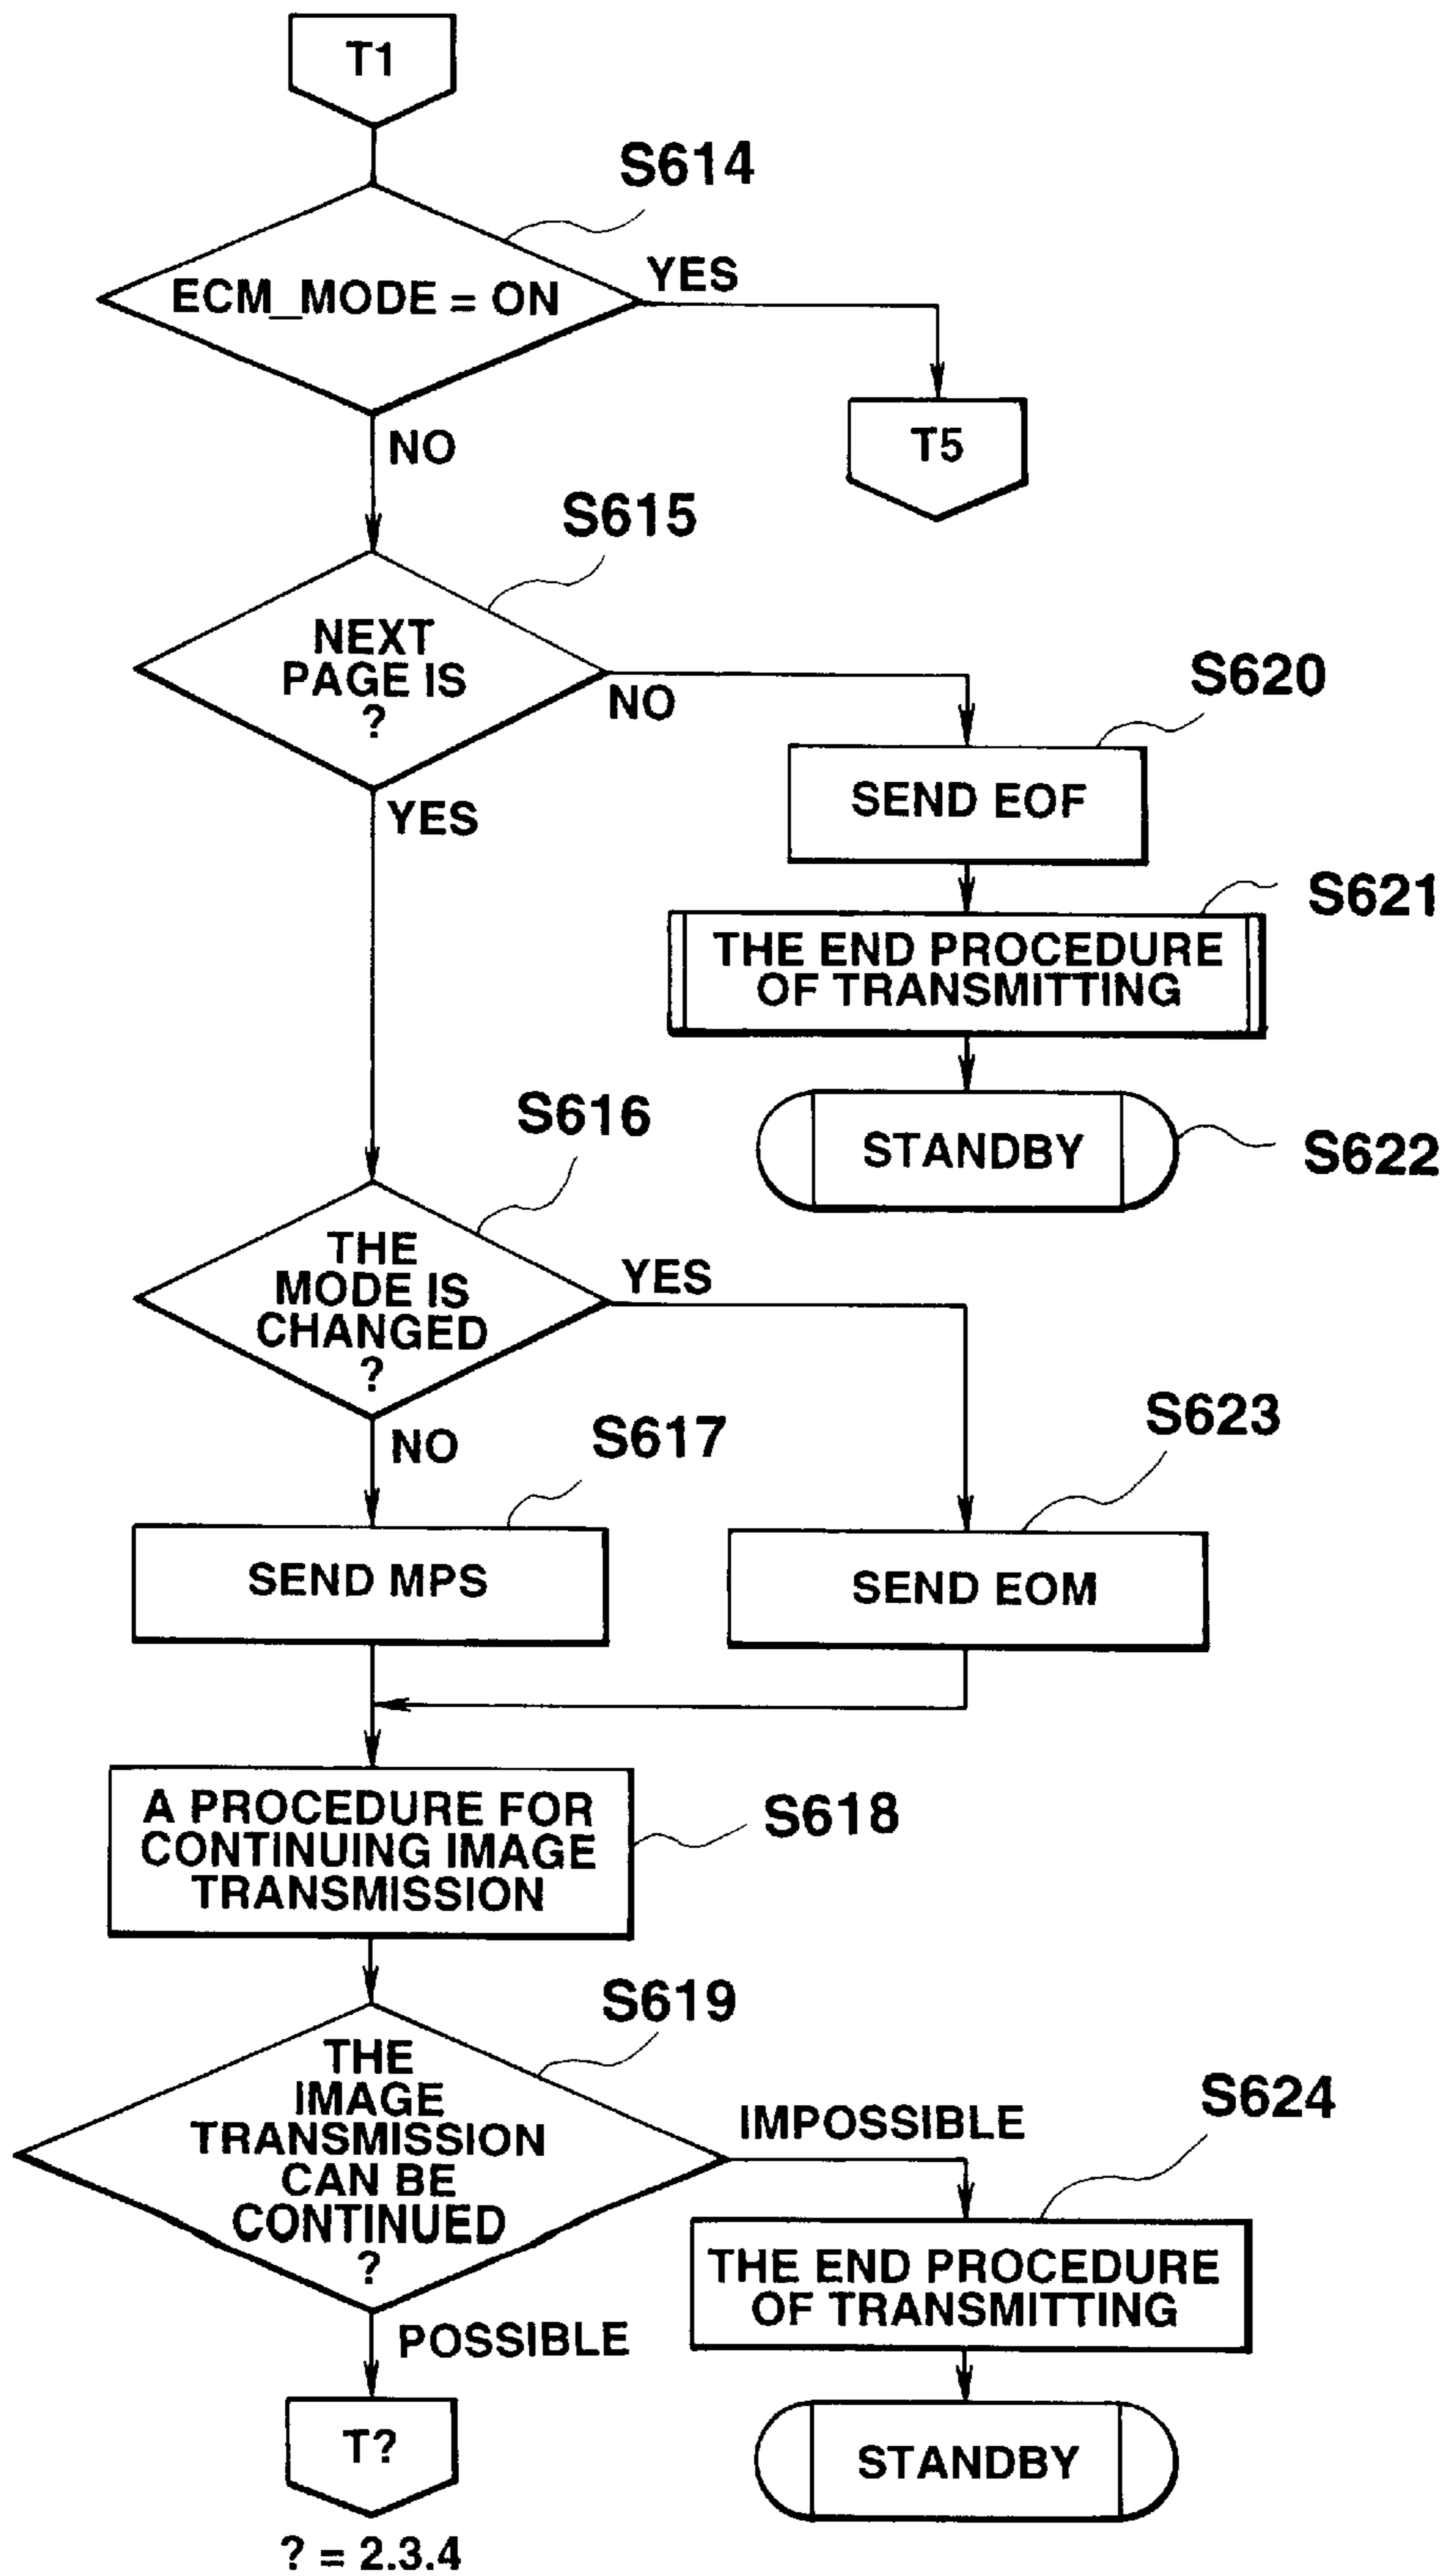 T1
S614
ECM_MODE = ON
YES
NO
T5
S615
NEXT
PAGE IS
?
NO
YES
S620
SEND EOF
S621
THE END PROCEDURE
OF TRANSMITTING
STANDBY
S622
S616
THE
MODE IS
CHANGED
?
YES
NO
S617
SEND MPS
S623
SEND EOM
A PROCEDURE FOR
CONTINUING IMAGE
TRANSMISSION
S618
S619
THE
IMAGE
TRANSMISSION
CAN BE
CONTINUED
?
IMPOSSIBLE
POSSIBLE
S624
THE END PROCEDURE
OF TRANSMITTING
STANDBY
T?
? = 2.3.4